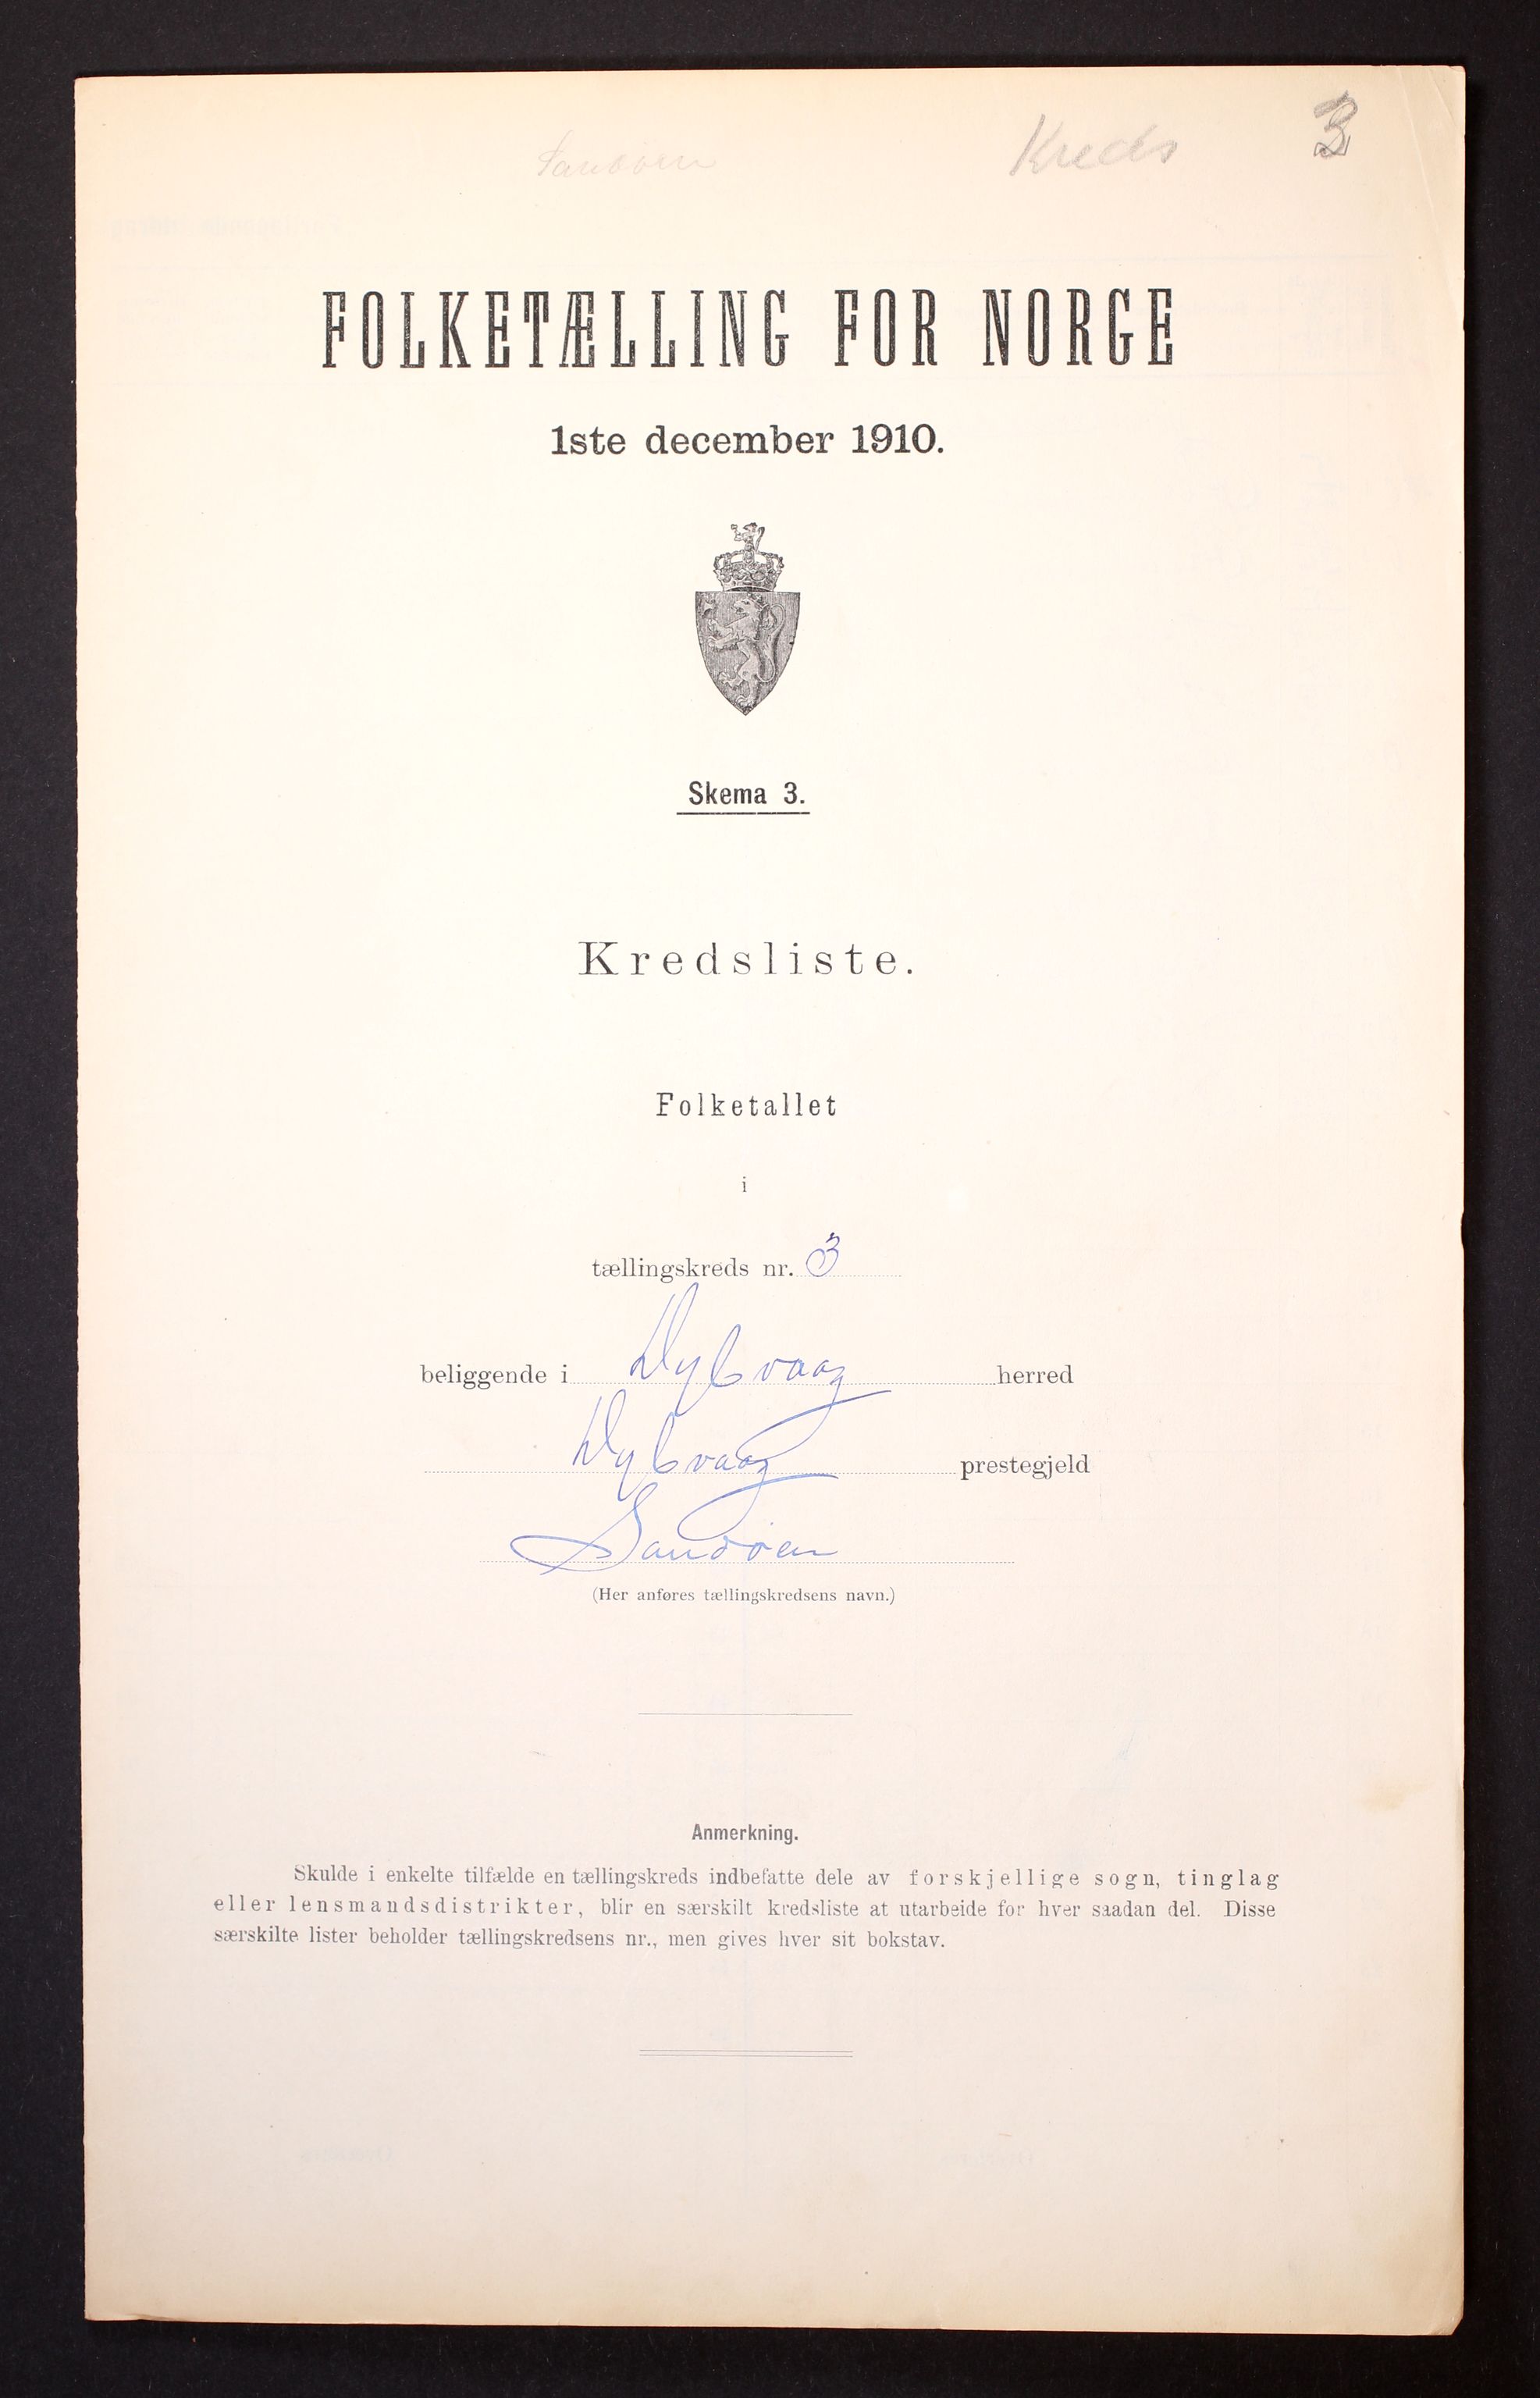 Sandøen
Kreds 3
FOLKETÆLLING FOR NORGE
1ste december 1910.
Skema 3.
Kredsliste.
Folketallet
i
tællingskreds nr. 3
beliggende i Dybvaag herred
Dybvaag prestegjeld
Sandøen
(Her anføres tællingskredsens navn.)
Anmerkning.
Skulde i enkelte tilfælde en tællingskreds indbefatte dele av forskjellige sogn, tinglag
eller lensmandsdistrikter, blir en særskilt kredsliste at utarbeide for hver saadan del. Disse
særskilte lister beholder tællingskredsens nr., men gives hver sit bokstav.